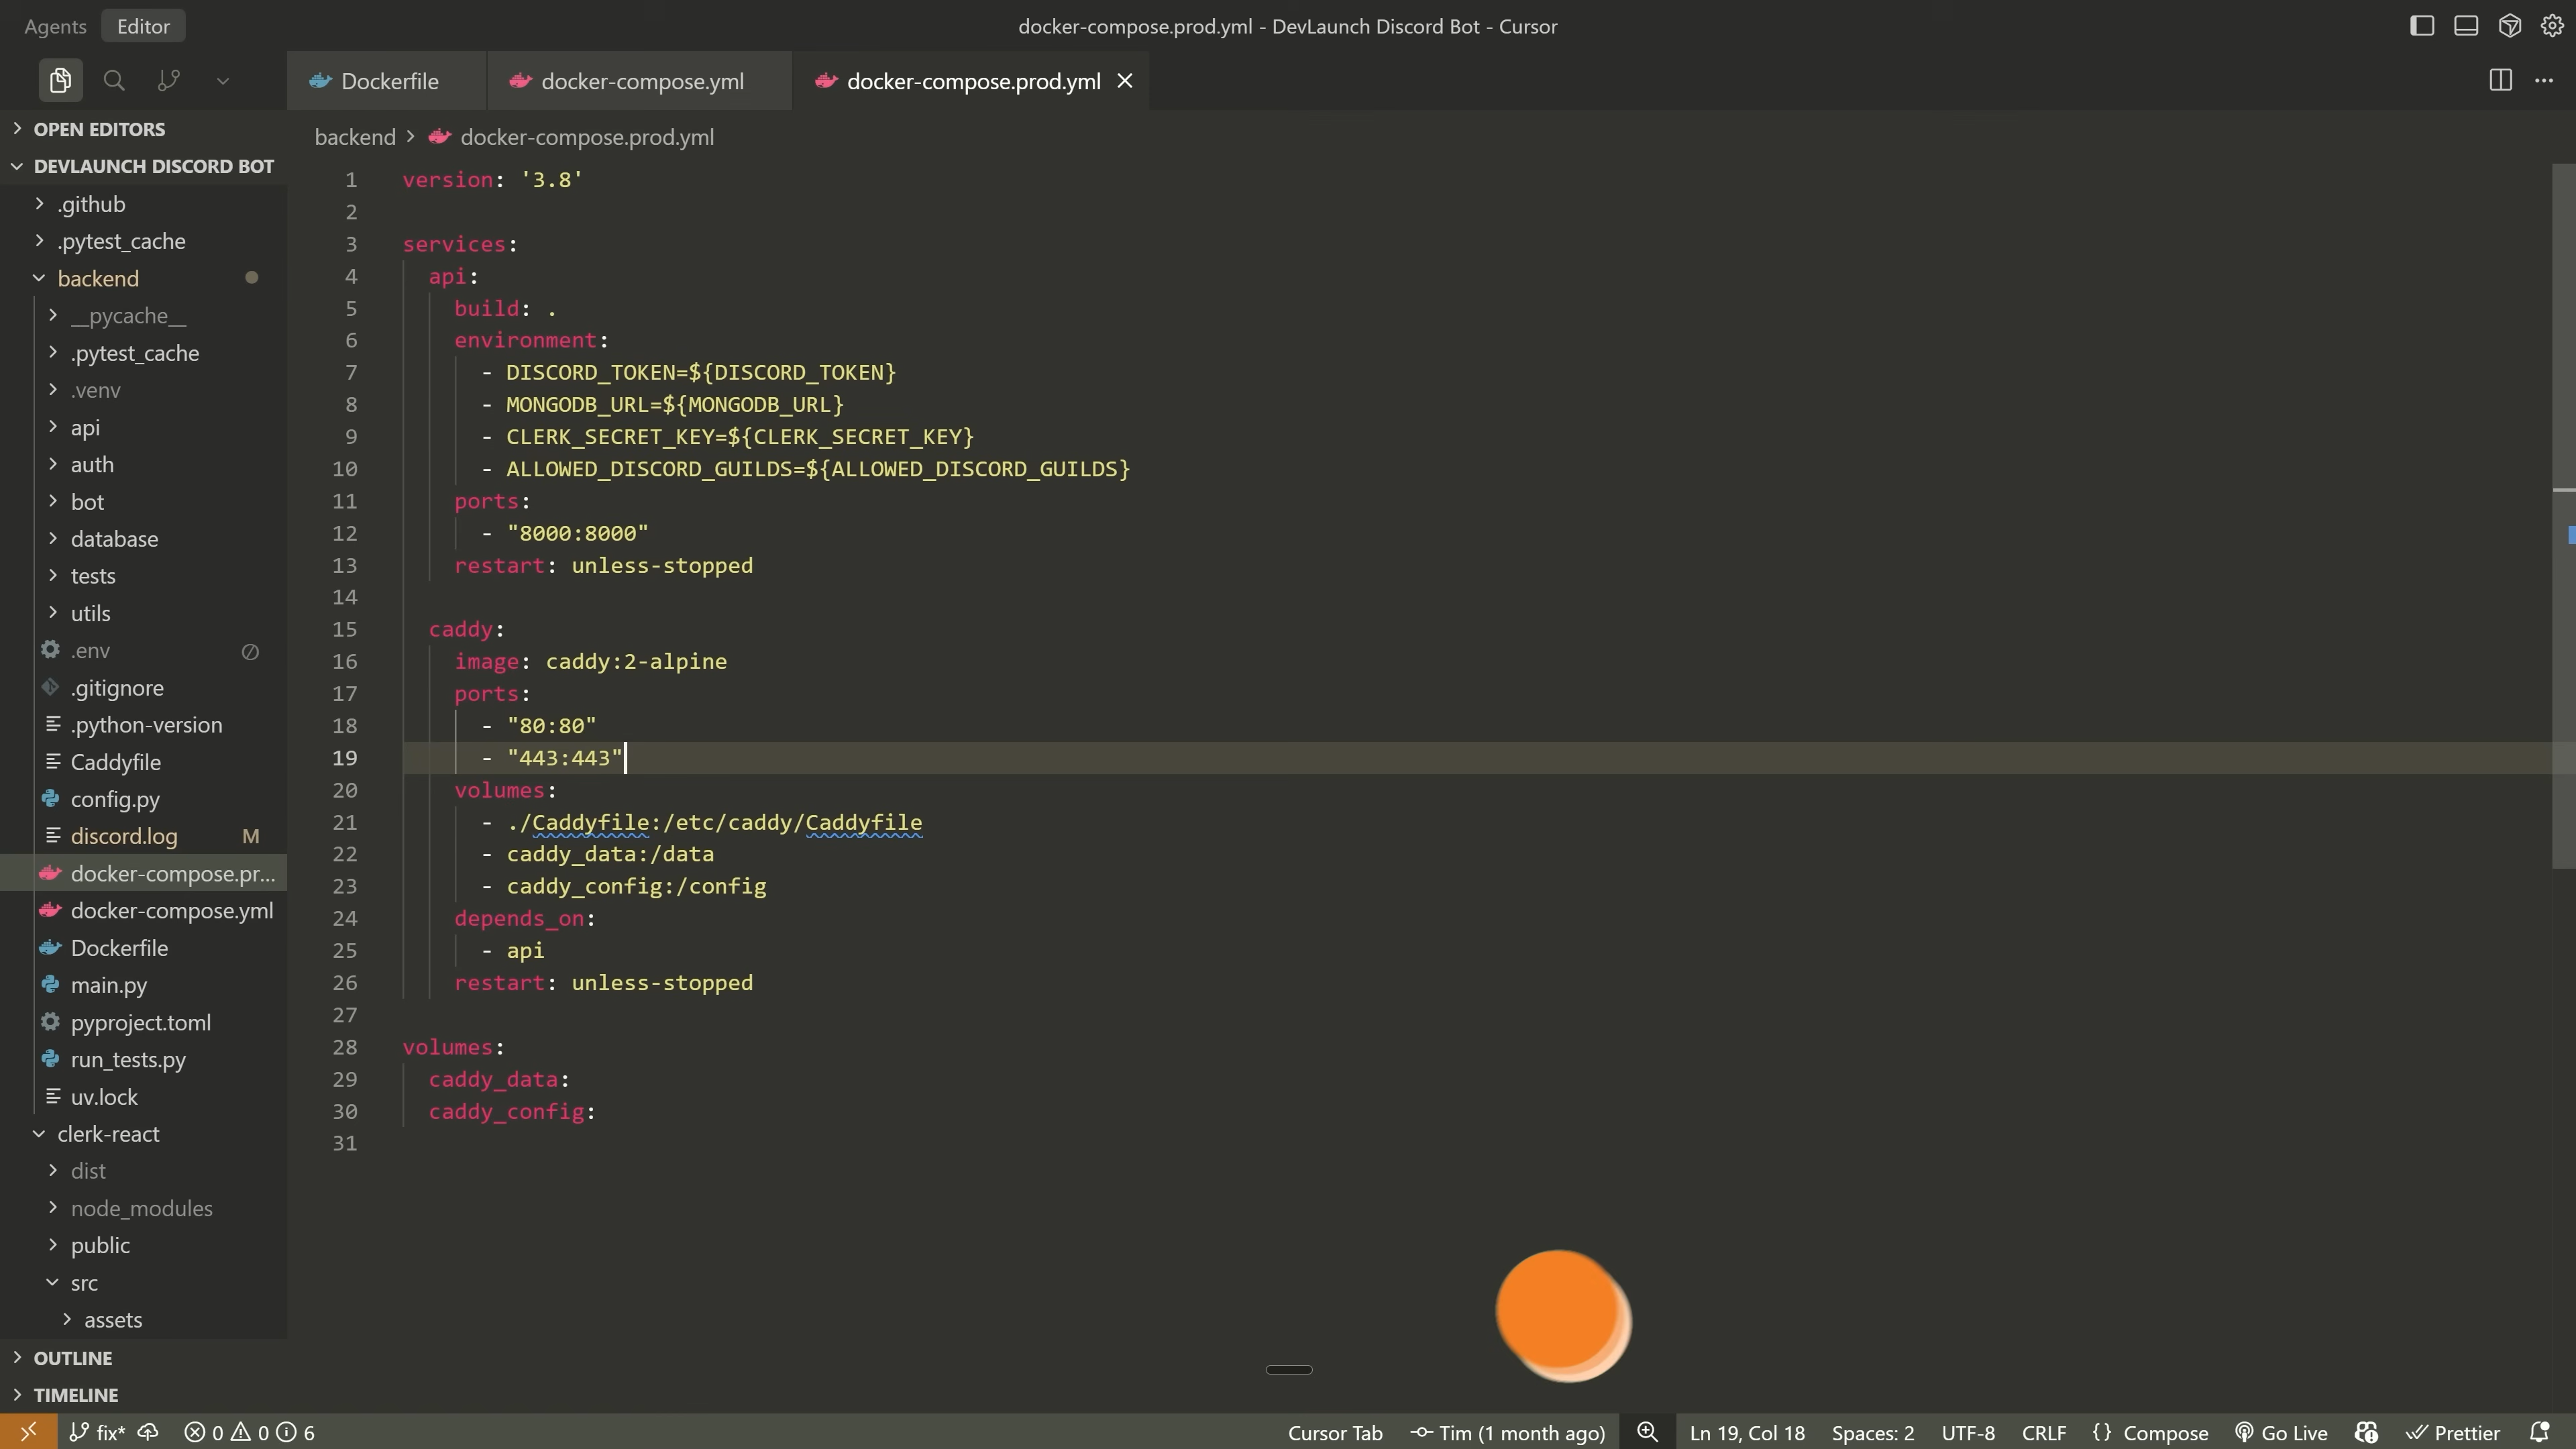 Agents Editor docker-compose.prod.yml - DevLaunch Discord Bot - Cursor
Dockerfile docker-compose.yml docker-compose.prod.yml
OPEN EDITORS
DEVLAUNCH DISCORD BOT
.github
.pytest_cache
backend
__pycache__
.pytest_cache
.venv
api
auth
bot
database
tests
utils
.env
.gitignore
.python-version
Caddyfile
config.py
discord.log M
docker-compose.pr...
docker-compose.yml
Dockerfile
main.py
pyproject.toml
run_tests.py
uv.lock
clerk-react
dist
node_modules
public
src
assets
OUTLINE
TIMELINE
backend > docker-compose.prod.yml
1 version: '3.8'
2
3 services:
4 api:
5 build: .
6 environment:
7 - DISCORD_TOKEN=${DISCORD_TOKEN}
8 - MONGODB_URL=${MONGODB_URL}
9 - CLERK_SECRET_KEY=${CLERK_SECRET_KEY}
10 - ALLOWED_DISCORD_GUILDS=${ALLOWED_DISCORD_GUILDS}
11 ports:
12 - "8000:8000"
13 restart: unless-stopped
14
15 caddy:
16 image: caddy:2-alpine
17 ports:
18 - "80:80"
19 - "443:443"
20 volumes:
21 - ./Caddyfile:/etc/caddy/Caddyfile
22 - caddy_data:/data
23 - caddy_config:/config
24 depends_on:
25 - api
26 restart: unless-stopped
27
28 volumes:
29 caddy_data:
30 caddy_config:
31
fix* 0 0 6 Cursor Tab Tim (1 month ago) Ln 19, Col 18 Spaces: 2 UTF-8 CRLF {} Compose Go Live Prettier